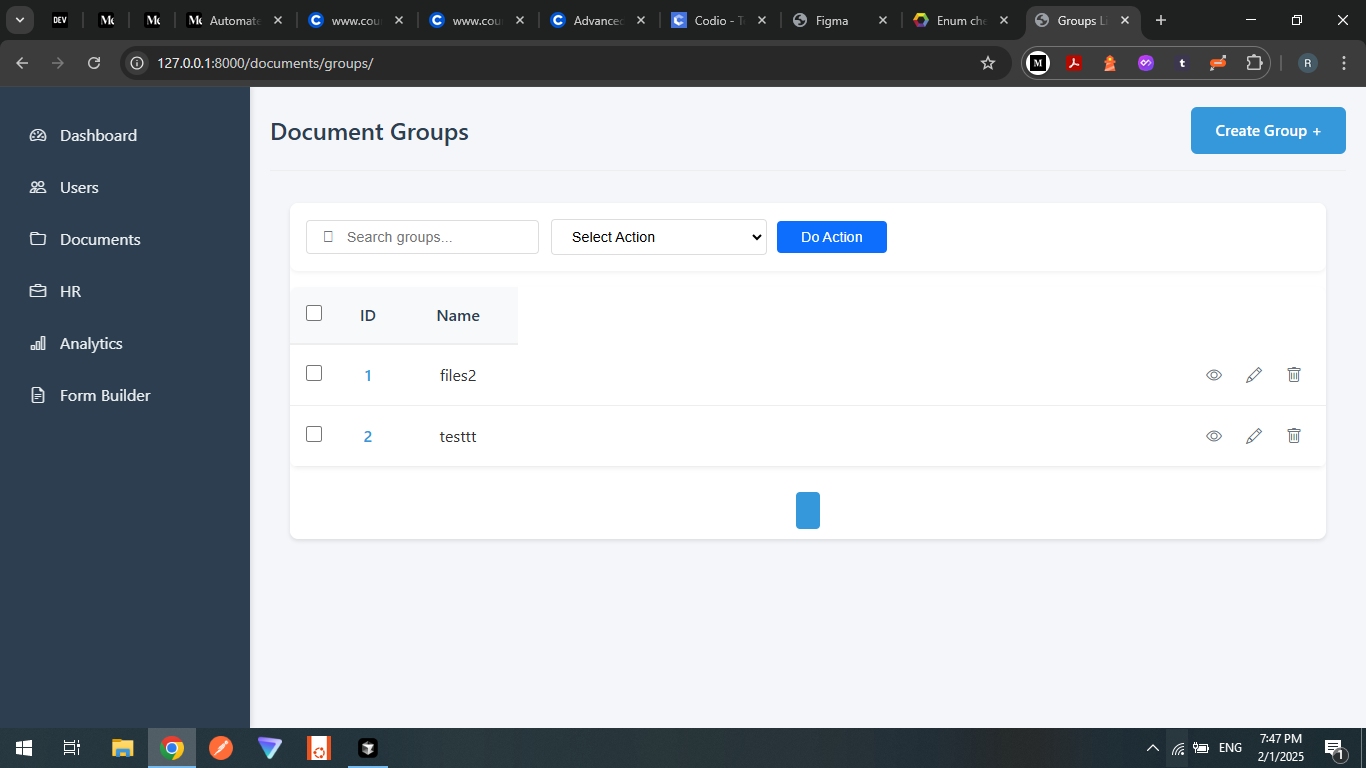 DEV
Automate
www.cou
www.cou
Advanced
Codio - T
Figma
Enum che
Groups Li
127.0.0.1:8000/documents/groups/
M
t
R
Dashboard
Users
Documents
HR
Analytics
Form Builder
Document Groups
Create Group +
Search groups...
Select Action
Do Action
ID Name
1 files2
2 testtt
ENG
7:47 PM
2/1/2025
1